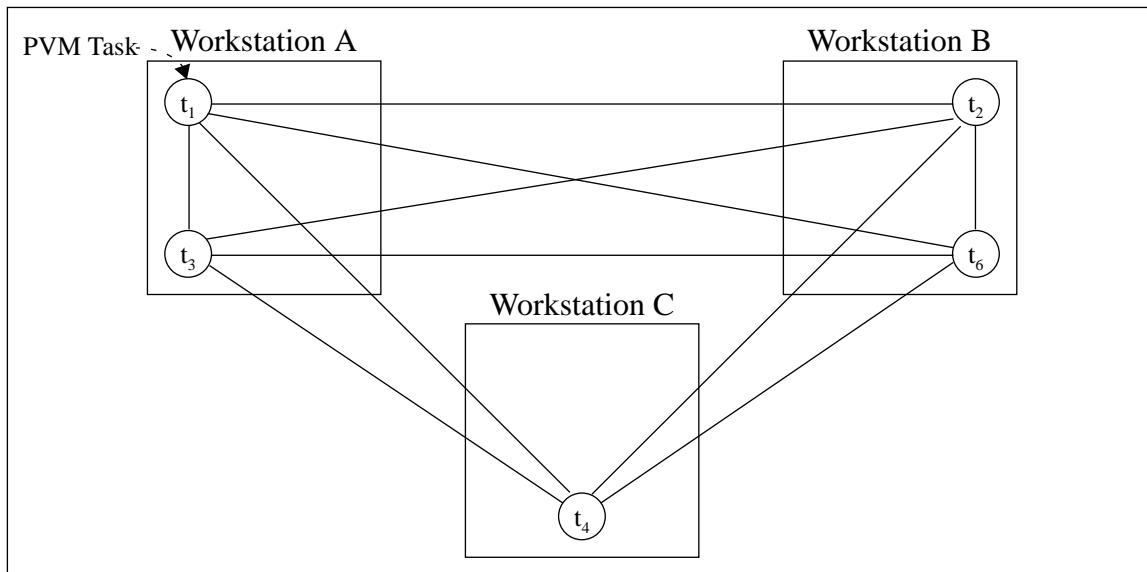 PVM Task
Workstation A
Workstation B
t1
t2
t3
t6
Workstation C
t4